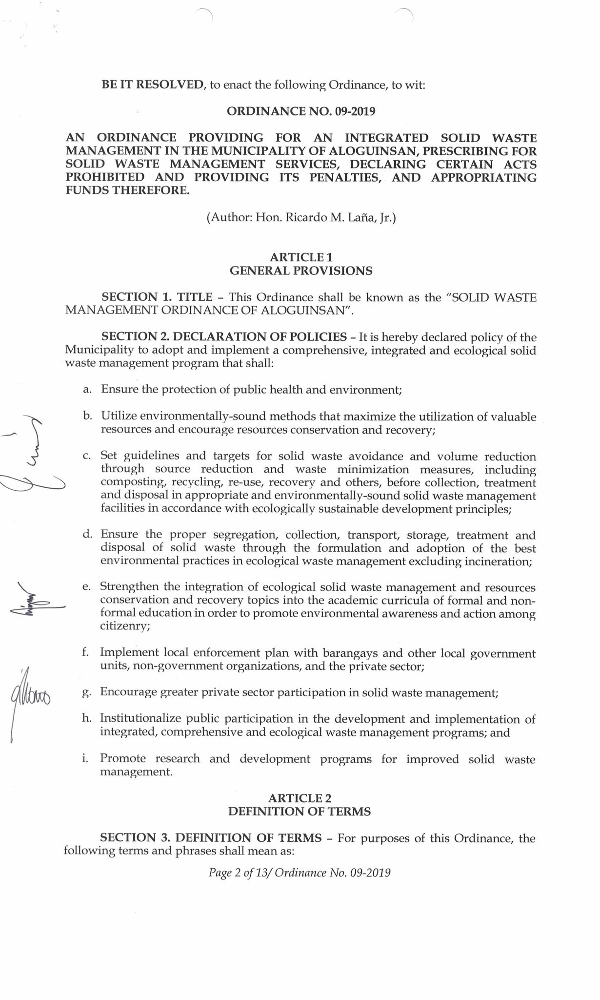 BE IT RESOLVED, to enact the following Ordinance, to wit:
ORDINANCE NO. 09-2019
AN ORDINANCE PROVIDING FOR AN INTEGRATED SOLID WASTE
MANAGEMENT IN THE MUNICIPALITY OF ALOGUINSAN, PRESCRIBING FOR
SOLID WASTE MANAGEMENT SERVICES, DECLARING CERTAIN ACTS
PROHIBITED AND PROVIDING ITS PENALTIES, AND APPROPRIATING
FUNDS THEREFORE.
(Author: Hon. Ricardo M. Laña, Jr.)
ARTICLE 1
GENERAL PROVISIONS
SECTION 1. TITLE – This Ordinance shall be known as the "SOLID WASTE
MANAGEMENT ORDINANCE OF ALOGUINSAN".
SECTION 2. DECLARATION OF POLICIES – It is hereby declared policy of the
Municipality to adopt and implement a comprehensive, integrated and ecological solid
waste management program that shall:
a. Ensure the protection of public health and environment;
b. Utilize environmentally-sound methods that maximize the utilization of valuable
resources and encourage resources conservation and recovery;
c. Set guidelines and targets for solid waste avoidance and volume reduction
through source reduction and waste minimization measures, including
composting, recycling, re-use, recovery and others, before collection, treatment
and disposal in appropriate and environmentally-sound solid waste management
facilities in accordance with ecologically sustainable development principles;
d. Ensure the proper segregation, collection, transport, storage, treatment and
disposal of solid waste through the formulation and adoption of the best
environmental practices in ecological waste management excluding incineration;
e. Strengthen the integration of ecological solid waste management and resources
conservation and recovery topics into the academic curricula of formal and non-
formal education in order to promote environmental awareness and action among
citizenry;
f. Implement local enforcement plan with barangays and other local government
units, non-government organizations, and the private sector;
g. Encourage greater private sector participation in solid waste management;
h. Institutionalize public participation in the development and implementation of
integrated, comprehensive and ecological waste management programs; and
i. Promote research and development programs for improved solid waste
management.
ARTICLE 2
DEFINITION OF TERMS
SECTION 3. DEFINITION OF TERMS – For purposes of this Ordinance, the
following terms and phrases shall mean as:
Page 2 of 13/ Ordinance No. 09-2019